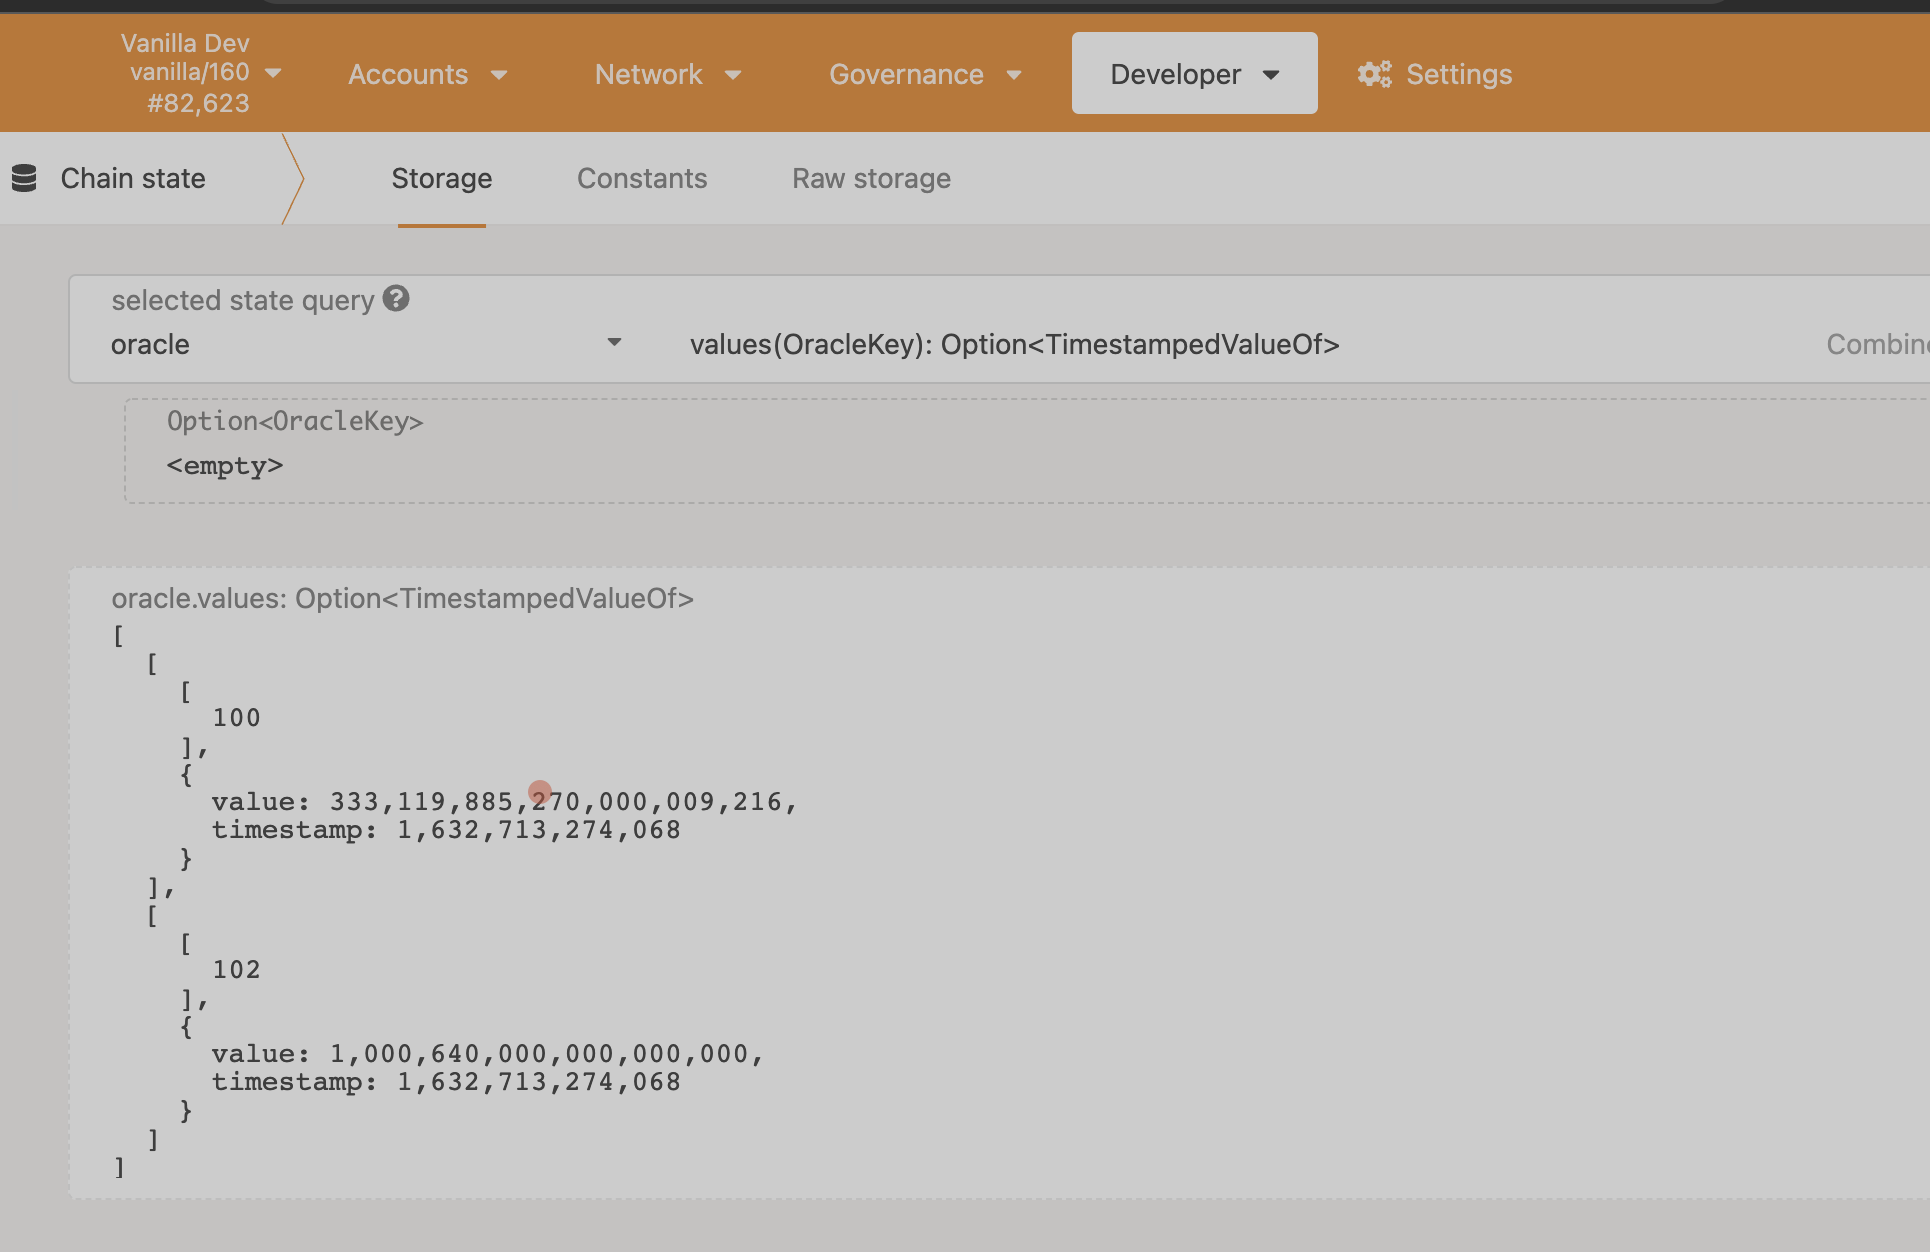 Vanilla Dev
vanilla/160
#82,623
Accounts
Network
Governance
Developer
Settings
Chain state
Storage
Constants
Raw storage
selected state query ?
oracle
values(OracleKey): Option<TimestampedValueOf>
Combin
Option<OracleKey>
<empty>
oracle.values: Option<TimestampedValueOf>
[
[
[
100
],
{
value: 333,119,885,270,000,009,216,
timestamp: 1,632,713,274,068
}
],
[
[
102
],
{
value: 1,000,640,000,000,000,000,
timestamp: 1,632,713,274,068
}
]
]